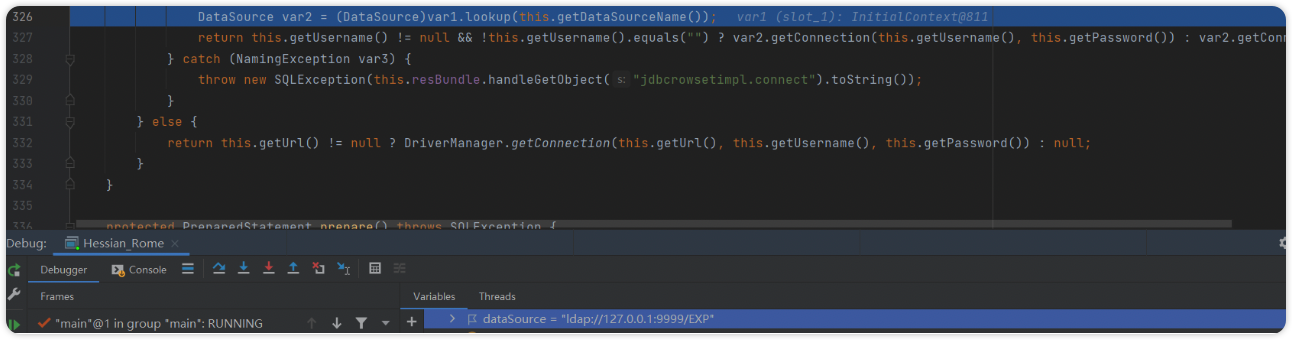 326 DataSource var2 = (DataSource)var1.lookup(this.getDataSourceName()); var1 (slot_1): InitialContext@811
327 return this.getUsername() != null && !this.getUsername().equals("") ? var2.getConnection(this.getUsername(), this.getPassword()) : var2.getConn
328 } catch (NamingException var3) {
329 throw new SQLException(this.resBundle.handleGetObject( s: "jdbcrowsetimpl.connect").toString());
330 }
331 } else {
332 return this.getUrl() != null ? DriverManager.getConnection(this.getUrl(), this.getUsername(), this.getPassword()) : null;
333 }
334 }
335
336 protected PreparedStatement prepare() throws SQLException {
Debug: Hessian_Rome
Debugger Console
Frames Variables Threads
"main"@1 in group "main": RUNNING dataSource = "ldap://127.0.0.1:9999/EXP"